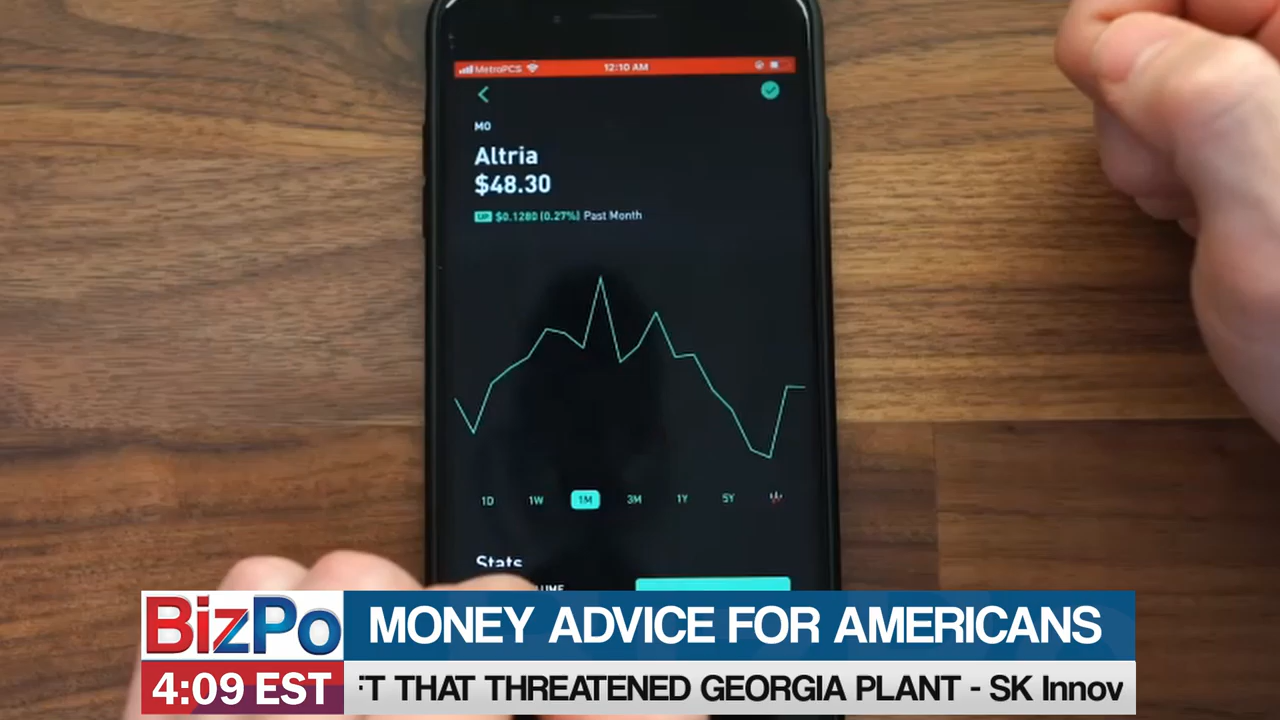 MetroPCS 12:10 AM
MO
Altria
$48.30
UP $0.1280 (0.27%) Past Month
1D 1W 1M 3M 1Y 5Y
Stats
BizPo MONEY ADVICE FOR AMERICANS
4:09 EST T THAT THREATENED GEORGIA PLANT - SK Innov